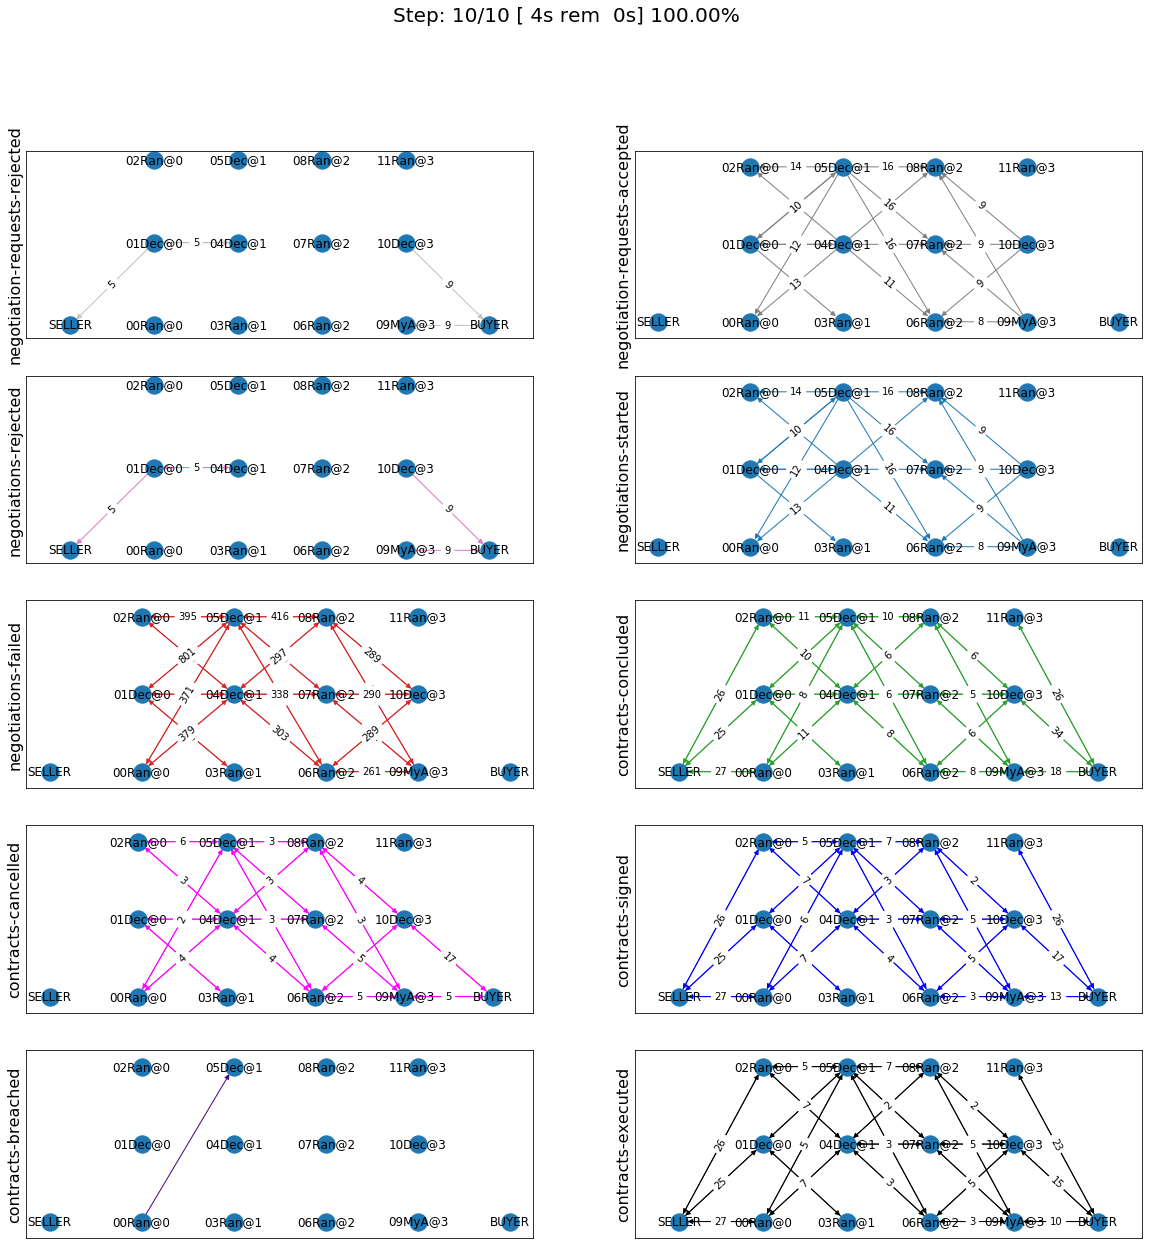 Step: 10/10 [ 4s rem  0s] 100.00%
negotiation-requests-rejected
02Ran@0 05Dec@1 08Ran@2 11Ran@3
01Dec@0 5 04Dec@1 07Ran@2 10Dec@3
5 9
SELLER 00Ran@0 03Ran@1 06Ran@2 09MyA@3 9 BUYER
negotiation-requests-accepted
02Ran@0 14 05Dec@1 16 08Ran@2 11Ran@3
10 16 9
01Dec@0 12 04Dec@1 16 07Ran@2 9 10Dec@3
13 11 9
SELLER 00Ran@0 03Ran@1 06Ran@2 8 09MyA@3 BUYER
negotiations-rejected
02Ran@0 05Dec@1 08Ran@2 11Ran@3
01Dec@0 5 04Dec@1 07Ran@2 10Dec@3
5 9
SELLER 00Ran@0 03Ran@1 06Ran@2 09MyA@3 9 BUYER
negotiations-started
02Ran@0 14 05Dec@1 16 08Ran@2 11Ran@3
10 16 9
01Dec@0 12 04Dec@1 16 07Ran@2 9 10Dec@3
13 11 9
SELLER 00Ran@0 03Ran@1 06Ran@2 8 09MyA@3 BUYER
negotiations-failed
02Ran@0 395 05Dec@1 416 08Ran@2 11Ran@3
801 297 289
01Dec@0 371 04Dec@1 338 07Ran@2 290 10Dec@3
379 303 289
SELLER 00Ran@0 03Ran@1 06Ran@2 261 09MyA@3 BUYER
contracts-concluded
02Ran@0 11 05Dec@1 10 08Ran@2 11Ran@3
10 6 6
26 01Dec@0 8 04Dec@1 6 07Ran@2 5 10Dec@3 26
25 11 8 6 34
SELLER 27 00Ran@0 03Ran@1 06Ran@2 8 09MyA@3 18 BUYER
contracts-cancelled
02Ran@0 6 05Dec@1 3 08Ran@2 11Ran@3
3 3 4
01Dec@0 2 04Dec@1 3 07Ran@2 3 10Dec@3
4 4 5 17
SELLER 00Ran@0 03Ran@1 06Ran@2 5 09MyA@3 5 BUYER
contracts-signed
02Ran@0 5 05Dec@1 7 08Ran@2 11Ran@3
7 3 2
26 01Dec@0 6 04Dec@1 3 07Ran@2 5 10Dec@3 26
25 7 4 5 17
SELLER 27 00Ran@0 03Ran@1 06Ran@2 3 09MyA@3 13 BUYER
contracts-breached
02Ran@0 05Dec@1 08Ran@2 11Ran@3
01Dec@0 04Dec@1 07Ran@2 10Dec@3
SELLER 00Ran@0 03Ran@1 06Ran@2 09MyA@3 BUYER
contracts-executed
02Ran@0 5 05Dec@1 7 08Ran@2 11Ran@3
7 2 2
26 01Dec@0 5 04Dec@1 3 07Ran@2 5 10Dec@3 23
25 7 3 5 15
SELLER 27 00Ran@0 03Ran@1 06Ran@2 3 09MyA@3 10 BUYER